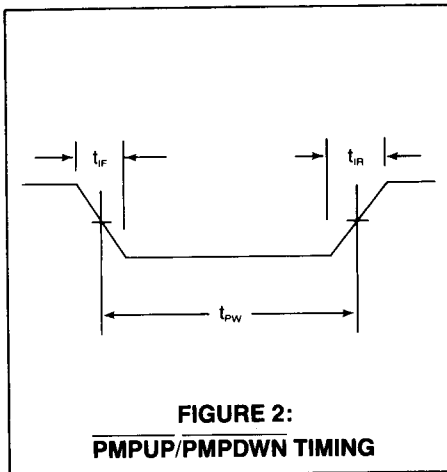 t_IF
t_IR
t_PW
FIGURE 2:
PMPUP/PMPDWN TIMING